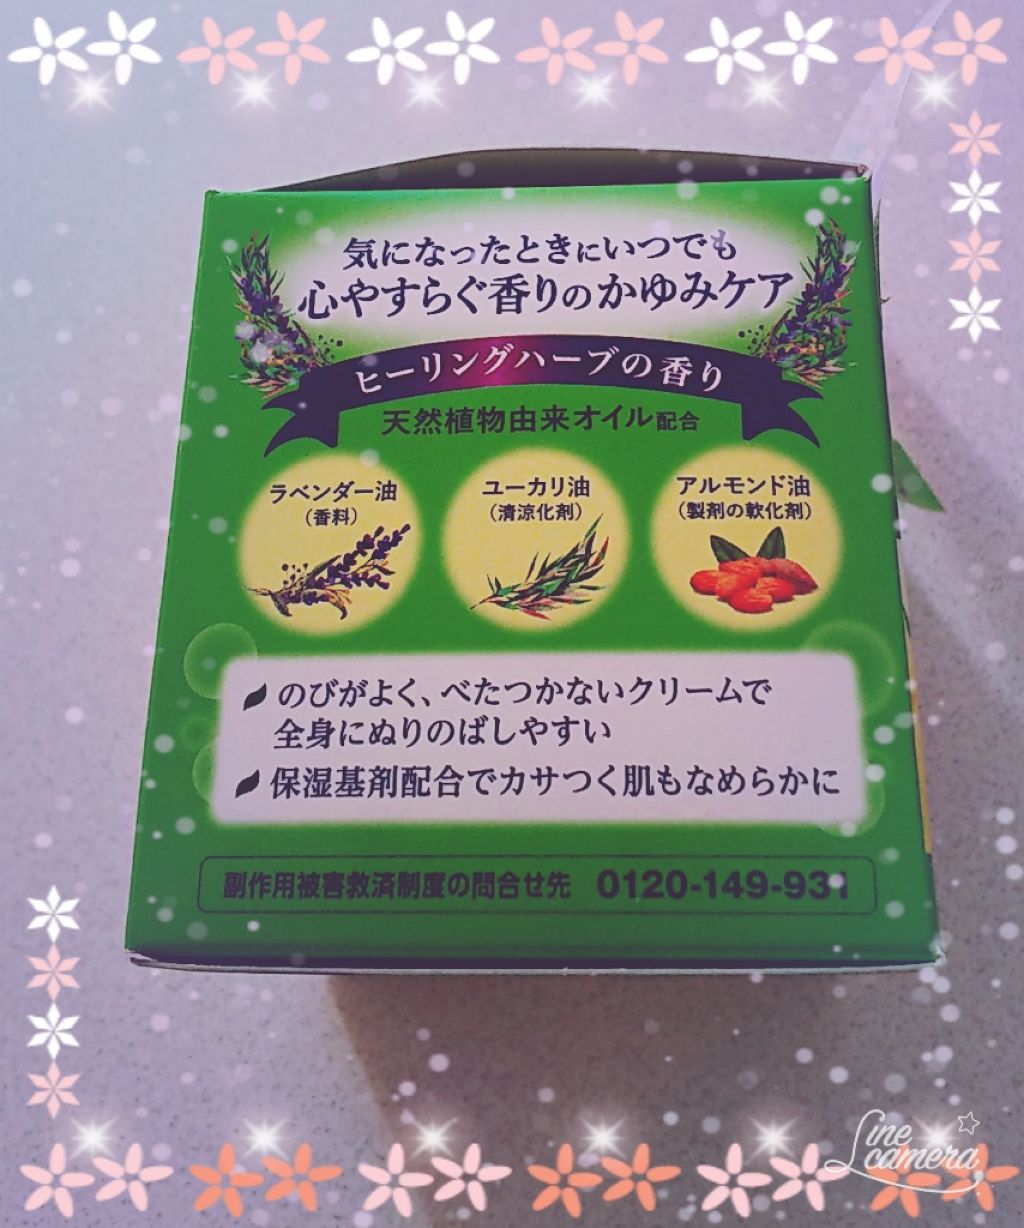 気になったときにいつでも
心やすらぐ香りのかゆみケア
ヒーリングハーブの香り
天然植物由来オイル配合
ラベンダー油
（香料）
ユーカリ油
（清涼化剤）
アルモンド油
（製剤の軟化剤）
のびがよく、べたつかないクリームで
全身にぬりのばしやすい
保湿基剤配合でカサつく肌もなめらかに
副作用被害救済制度の問合せ先 0120-149-931
Line camera